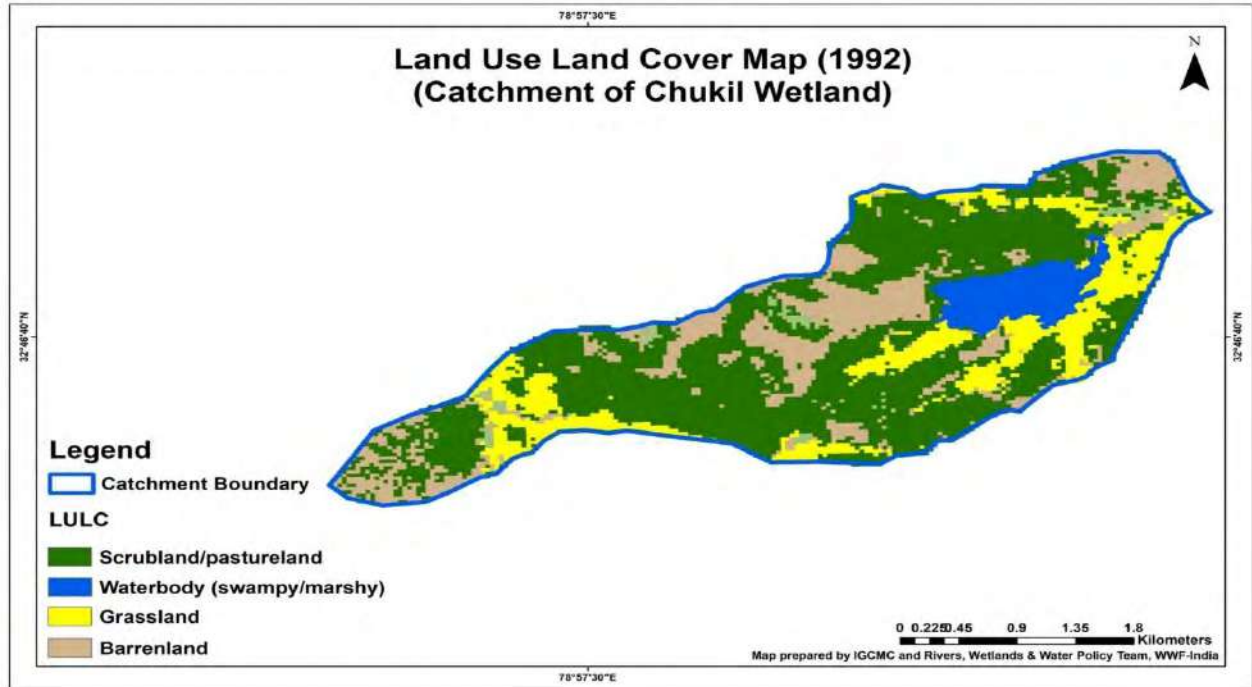 78°57'30"E
Land Use Land Cover Map (1992)
(Catchment of Chukil Wetland)
N
32°46'40"N
32°46'40"N
Legend
Catchment Boundary
LULC
Scrubland/pastureland
Waterbody (swampy/marshy)
Grassland
Barrenland
0 0.225 0.45 0.9 1.35 1.8
Kilometers
Map prepared by IGCMC and Rivers, Wetlands & Water Policy Team, WWF-India
78°57'30"E